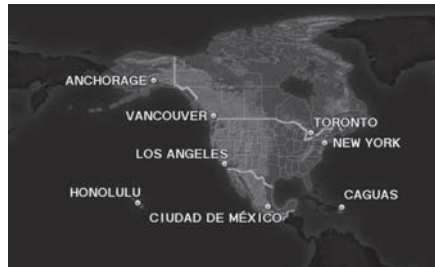 ANCHORAGE
VANCOUVER
TORONTO
NEW YORK
LOS ANGELES
HONOLULU
CAGUAS
CIUDAD DE MÉXICO